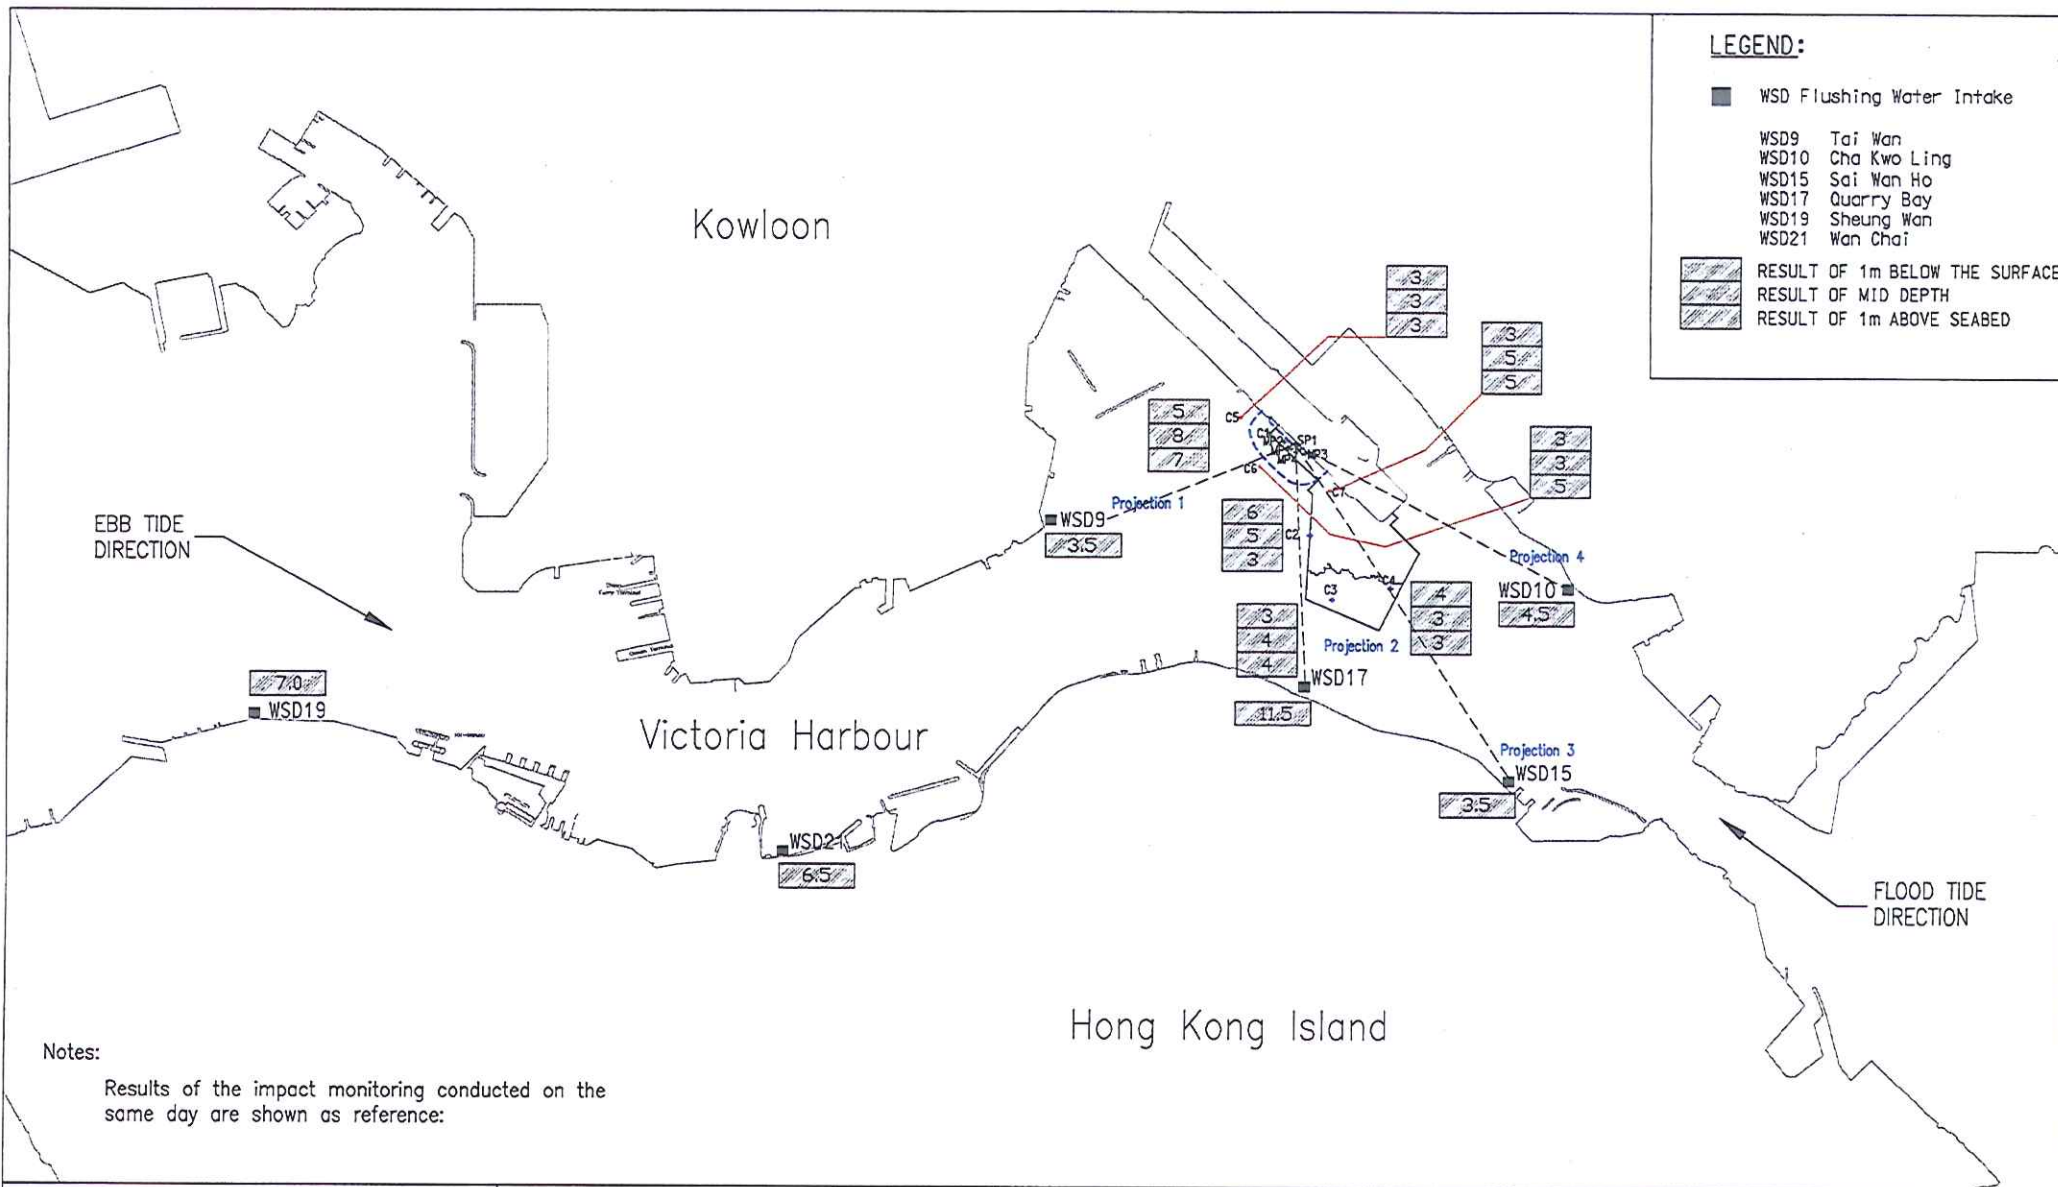 LEGEND:
WSD Flushing Water Intake
WSD9 Tai Wan
WSD10 Cha Kwo Ling
WSD15 Sai Wan Ho
WSD17 Quarry Bay
WSD19 Sheung Wan
WSD21 Wan Chai
RESULT OF 1m BELOW THE SURFACE
RESULT OF MID DEPTH
RESULT OF 1m ABOVE SEABED
Kowloon
3
3
3
3
5
5
5
8
7
3
3
5
C5
C1
SP1
WP3
C6
C7
Projection 1
WSD9
3.5
6
5
3
C2
EBB TIDE
DIRECTION
Projection 4
WSD10
4.5
C4
C3
4
3
3
3
4
4
Projection 2
WSD17
11.5
7.0
WSD19
Victoria Harbour
Projection 3
WSD15
3.5
WSD21
6.5
FLOOD TIDE
DIRECTION
Hong Kong Island
Notes:
Results of the impact monitoring conducted on the
same day are shown as reference: